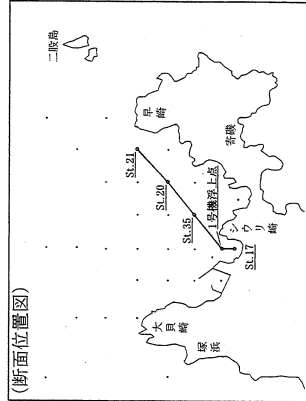 (断面位置図)
二股島
St.21
早崎
St.20
寄磯
St.35
1号機浮上点
シウリ崎
St.17
大貝崎
塚浜